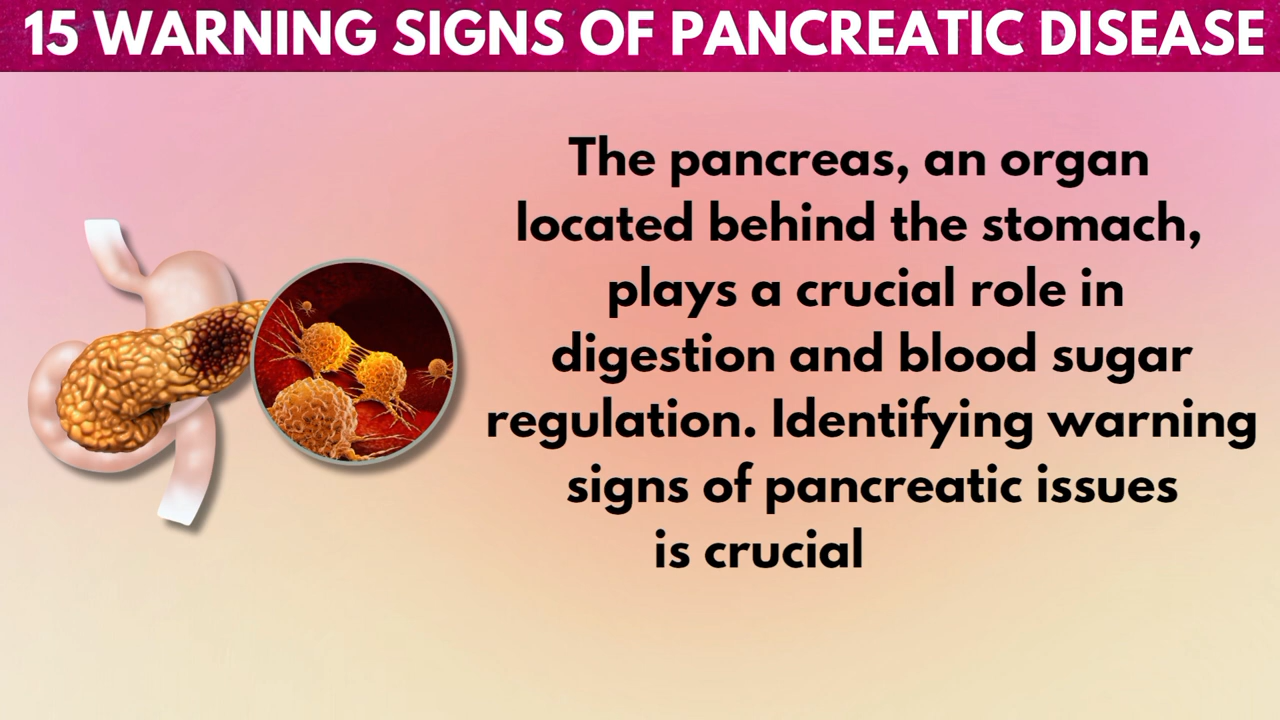 15 WARNING SIGNS OF PANCREATIC DISEASE
The pancreas, an organ
located behind the stomach,
plays a crucial role in
digestion and blood sugar
regulation. Identifying warning
signs of pancreatic issues
is crucial